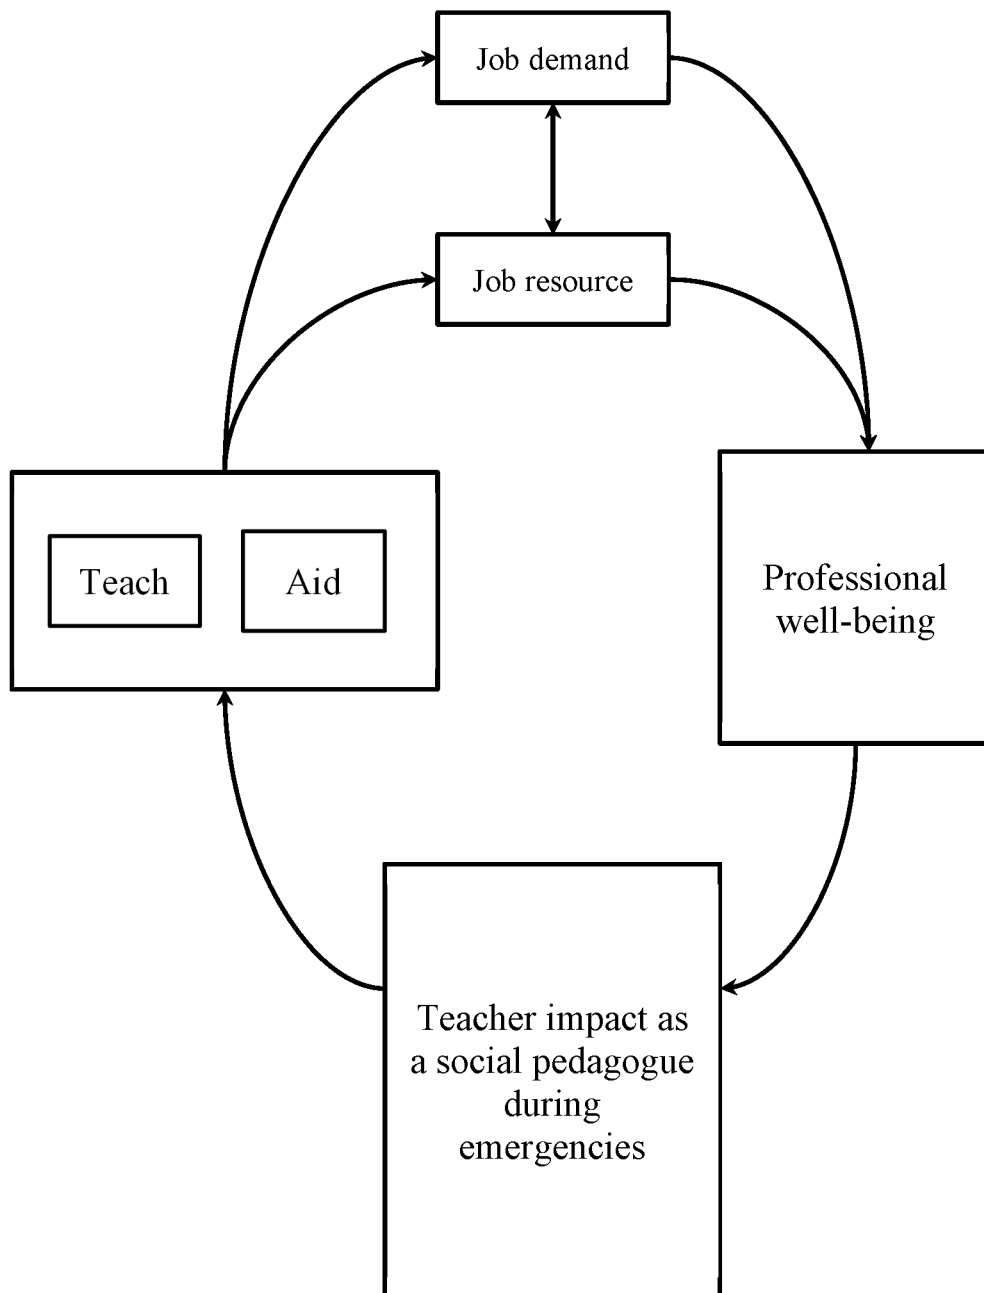 Job demand
Job resource
Teach
Aid
Professional
well-being
Teacher impact as
a social pedagogue
during
emergencies